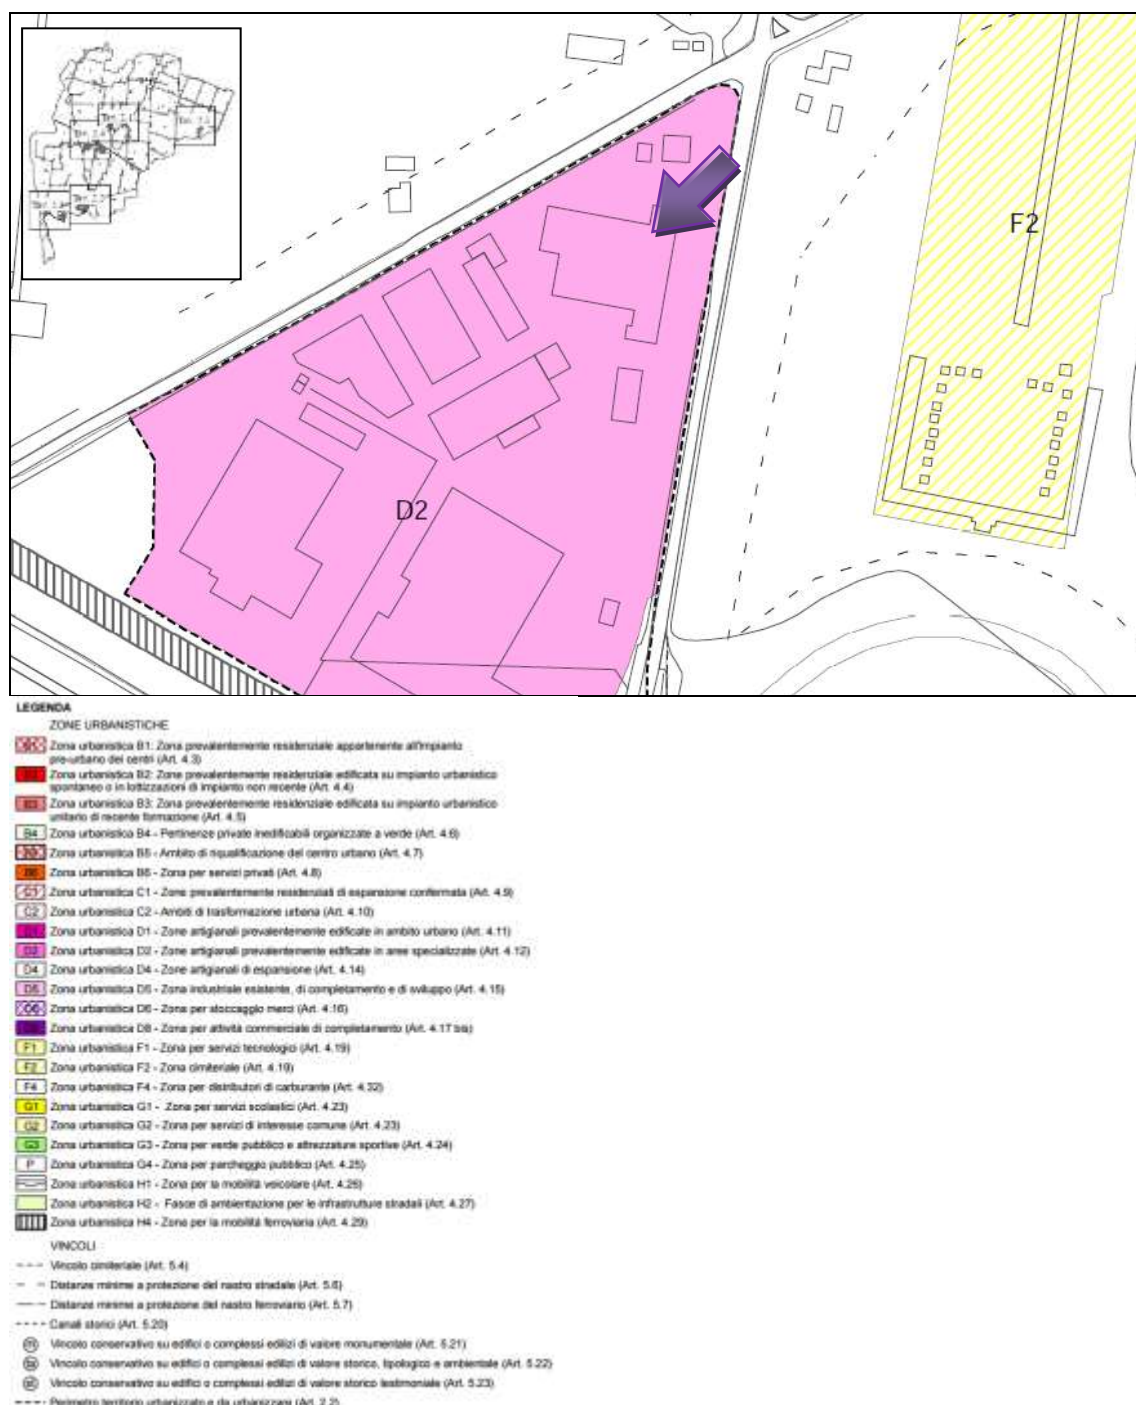 F2
D2
LEGENDA
ZONE URBANISTICHE
Zona urbanistica B1: Zona prevalentemente residenziale appartenente all'impianto
pre-urbano dei centri (Art. 4.3)
B2 Zona urbanistica B2: Zone prevalentemente residenziale edificata su impianto urbanistico
spontaneo o in lottizzazioni di impianto non recente (Art. 4.4)
B3 Zona urbanistica B3: Zona prevalentemente residenziale edificata su impianto urbanistico
unitario di recente formazione (Art. 4.5)
B4 Zona urbanistica B4 - Pertinenze private inedificabili organizzate a verde (Art. 4.6)
Zona urbanistica B5 - Ambito di riqualificazione del centro urbano (Art. 4.7)
B6 Zona urbanistica B6 - Zona per servizi privati (Art. 4.8)
C1 Zona urbanistica C1 - Zone prevalentemente residenziali di espansione confermata (Art. 4.9)
C2 Zona urbanistica C2 - Ambiti di trasformazione urbana (Art. 4.10)
D1 Zona urbanistica D1 - Zone artigianali prevalentemente edificate in ambito urbano (Art. 4.11)
D2 Zona urbanistica D2 - Zone artigianali prevalentemente edificate in aree specializzate (Art. 4.12)
D4 Zona urbanistica D4 - Zone artigianali di espansione (Art. 4.14)
D5 Zona urbanistica D5 - Zona industriale esistente, di completamento e di sviluppo (Art. 4.15)
D6 Zona urbanistica D6 - Zona per stoccaggio merci (Art. 4.16)
Zona urbanistica D8 - Zona per attività commerciale di completamento (Art. 4.17 bis)
F1 Zona urbanistica F1 - Zona per servizi tecnologici (Art. 4.19)
F2 Zona urbanistica F2 - Zona cimiteriale (Art. 4.19)
F4 Zona urbanistica F4 - Zona per distributori di carburante (Art. 4.32)
G1 Zona urbanistica G1 - Zona per servizi scolastici (Art. 4.23)
G2 Zona urbanistica G2 - Zona per servizi di interesse comune (Art. 4.23)
G3 Zona urbanistica G3 - Zona per verde pubblico e attrezzature sportive (Art. 4.24)
P Zona urbanistica G4 - Zona per parcheggio pubblico (Art. 4.25)
Zona urbanistica H1 - Zona per la mobilità veicolare (Art. 4.26)
Zona urbanistica H2 - Fasce di ambientazione per le infrastrutture stradali (Art. 4.27)
Zona urbanistica H4 - Zona per la mobilità ferroviaria (Art. 4.29)
VINCOLI
Vincolo cimiteriale (Art. 5.4)
Distanze minime a protezione del nastro stradale (Art. 5.6)
Distanze minime a protezione del nastro ferroviario (Art. 5.7)
Canali storici (Art. 5.20)
Vincolo conservativo su edifici o complessi edilizi di valore monumentale (Art. 5.21)
Vincolo conservativo su edifici o complessi edilizi di valore storico, tipologico e ambientale (Art. 5.22)
Vincolo conservativo su edifici o complessi edilizi di valore storico testimoniale (Art. 5.23)
Perimetro territorio urbanizzato e da urbanizzarsi (Art. 2.2)